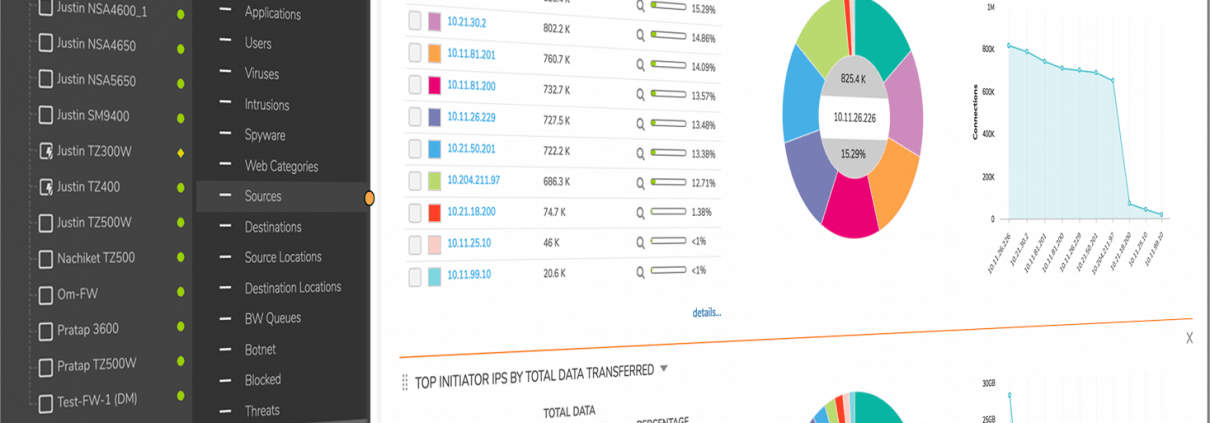 Justin NSA4600_1
Justin NSA4650
Justin NSA5650
Justin SM9400
Justin TZ300W
Justin TZ400
Justin TZ500W
Nachiket TZ500
Om-FW
Pratap 3600
Pratap TZ500W
Test-FW-1 (DM)
Applications
Users
Viruses
Intrusions
Spyware
Web Categories
Sources
Destinations
Source Locations
Destination Locations
BW Queues
Botnet
Blocked
Threats
15.29%
10.21.30.2 802.2 K 14.86%
10.11.81.201 760.7 K 14.09%
10.11.81.200 732.7 K 13.57%
10.11.26.229 727.5 K 13.48%
10.21.50.201 722.2 K 13.38%
10.204.211.97 686.3 K 12.71%
10.21.18.200 74.7 K 1.38%
10.11.25.10 46 K <1%
10.11.99.10 20.6 K <1%
details...
825.4 K
10.11.26.226
15.29%
Connections
1M
800K
600K
400K
200K
0
10.11.26.226
10.21.30.2
10.11.81.201
10.11.81.200
10.11.26.229
10.21.50.201
10.204.211.97
10.21.18.200
10.11.25.10
10.11.99.10
X
TOP INITIATOR IPS BY TOTAL DATA TRANSFERRED
TOTAL DATA
PERCENTAGE
30GB
25GB